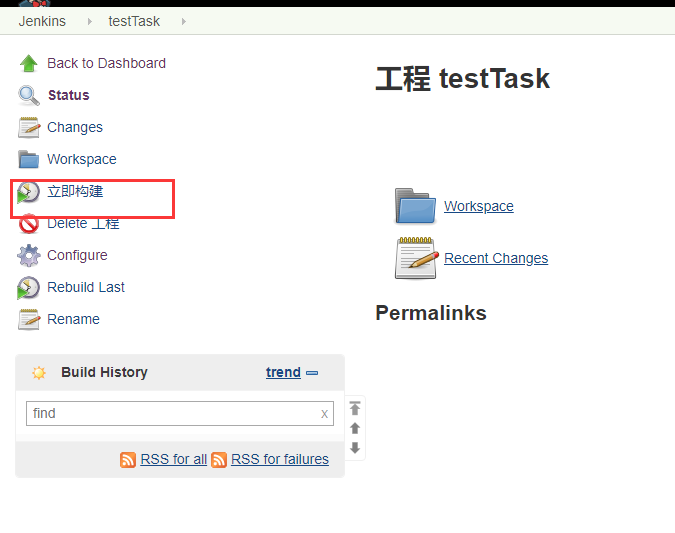 Jenkins testTask
Back to Dashboard
Status
Changes
Workspace
立即构建
Delete 工程
Configure
Rebuild Last
Rename
Build History trend
find x
RSS for all RSS for failures
工程 testTask
Workspace
Recent Changes
Permalinks